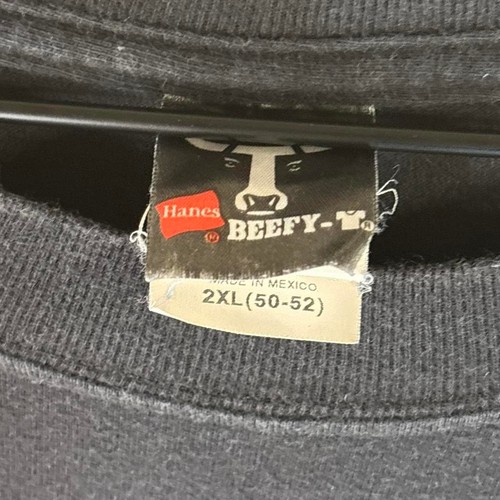 Hanes
®
BEEFY-T®
MADE IN MEXICO
2XL(50-52)